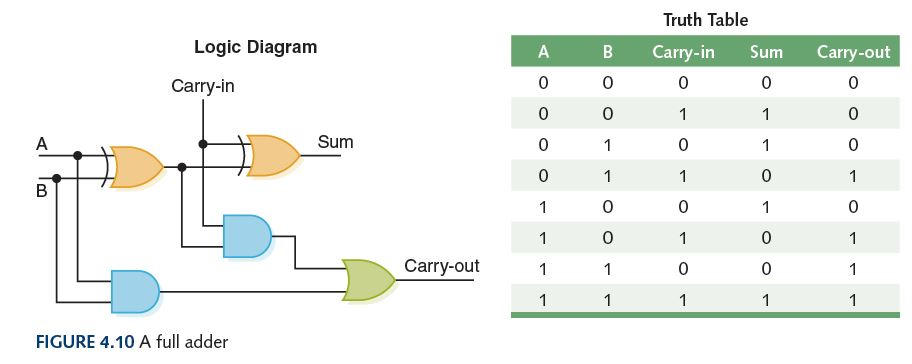 Logic Diagram
Carry-in
A
B
Sum
Carry-out
FIGURE 4.10 A full adder
Truth Table
A B Carry-in Sum Carry-out
0 0 0 0 0
0 0 1 1 0
0 1 0 1 0
0 1 1 0 1
1 0 0 1 0
1 0 1 0 1
1 1 0 0 1
1 1 1 1 1